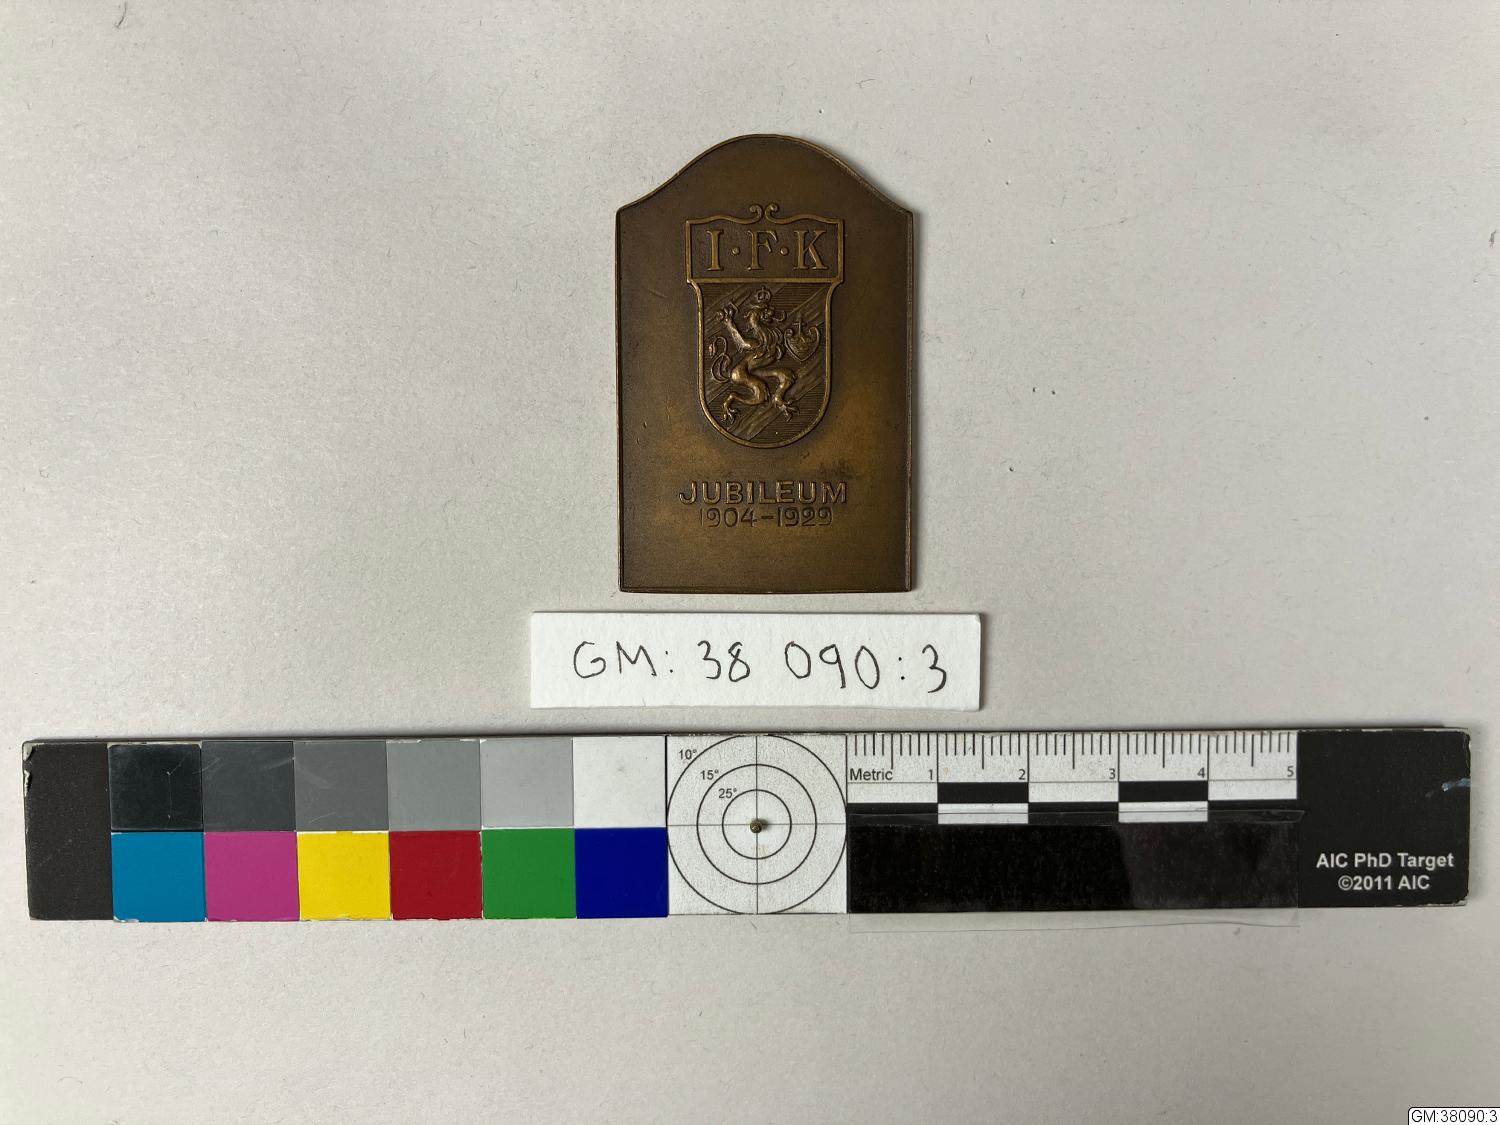 I·F·K
JUBILEUM
1904-1929
GM: 38 090:3
10°
15°
25°
Metric 1 2 3 4 5
AIC PhD Target
©2011 AIC
GM:38090:3